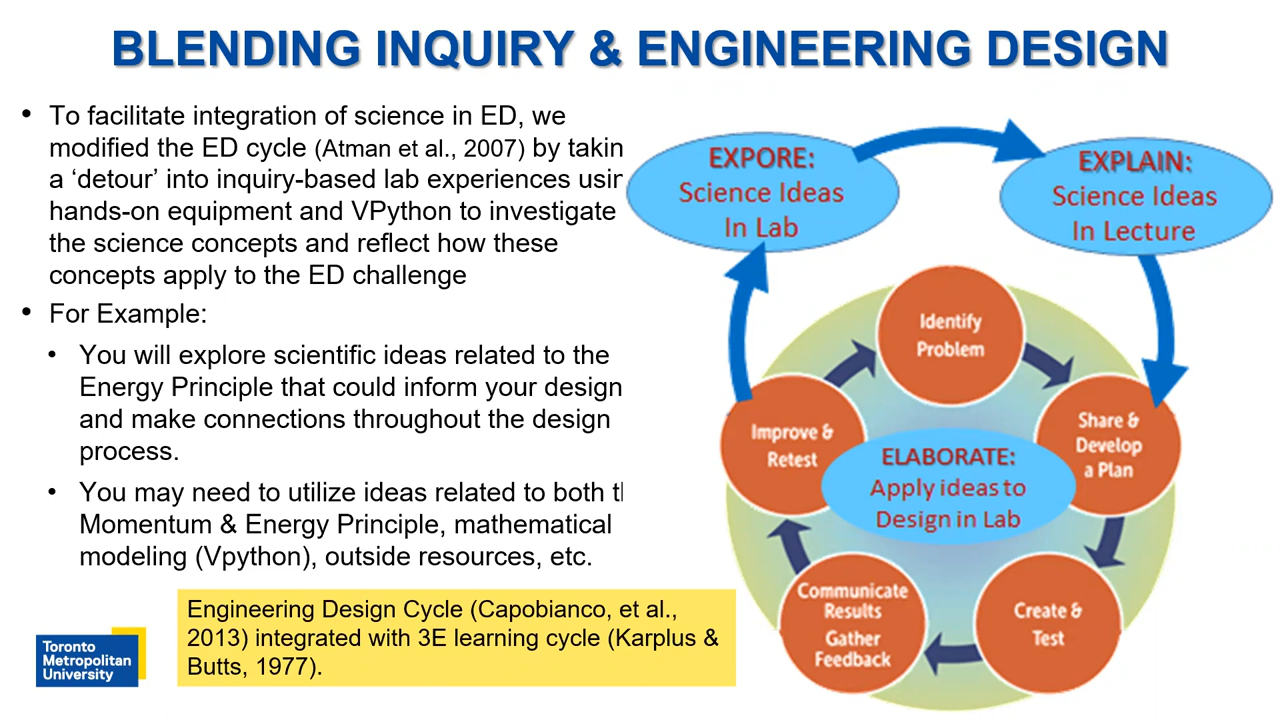 BLENDING INQUIRY & ENGINEERING DESIGN
• To facilitate integration of science in ED, we
modified the ED cycle (Atman et al., 2007) by takin
a ‘detour’ into inquiry-based lab experiences usin
hands-on equipment and VPython to investigate
the science concepts and reflect how these
concepts apply to the ED challenge
• For Example:
• You will explore scientific ideas related to the
Energy Principle that could inform your design
and make connections throughout the design
process.
• You may need to utilize ideas related to both th
Momentum & Energy Principle, mathematical
modeling (Vpython), outside resources, etc.
Engineering Design Cycle (Capobianco, et al.,
2013) integrated with 3E learning cycle (Karplus &
Butts, 1977).
Toronto
Metropolitan
University
EXPORE:
Science Ideas
In Lab
EXPLAIN:
Science Ideas
In Lecture
Identify
Problem
Share &
Develop
a Plan
Create &
Test
Communicate
Results
Gather
Feedback
Improve &
Retest
ELABORATE:
Apply ideas to
Design in Lab